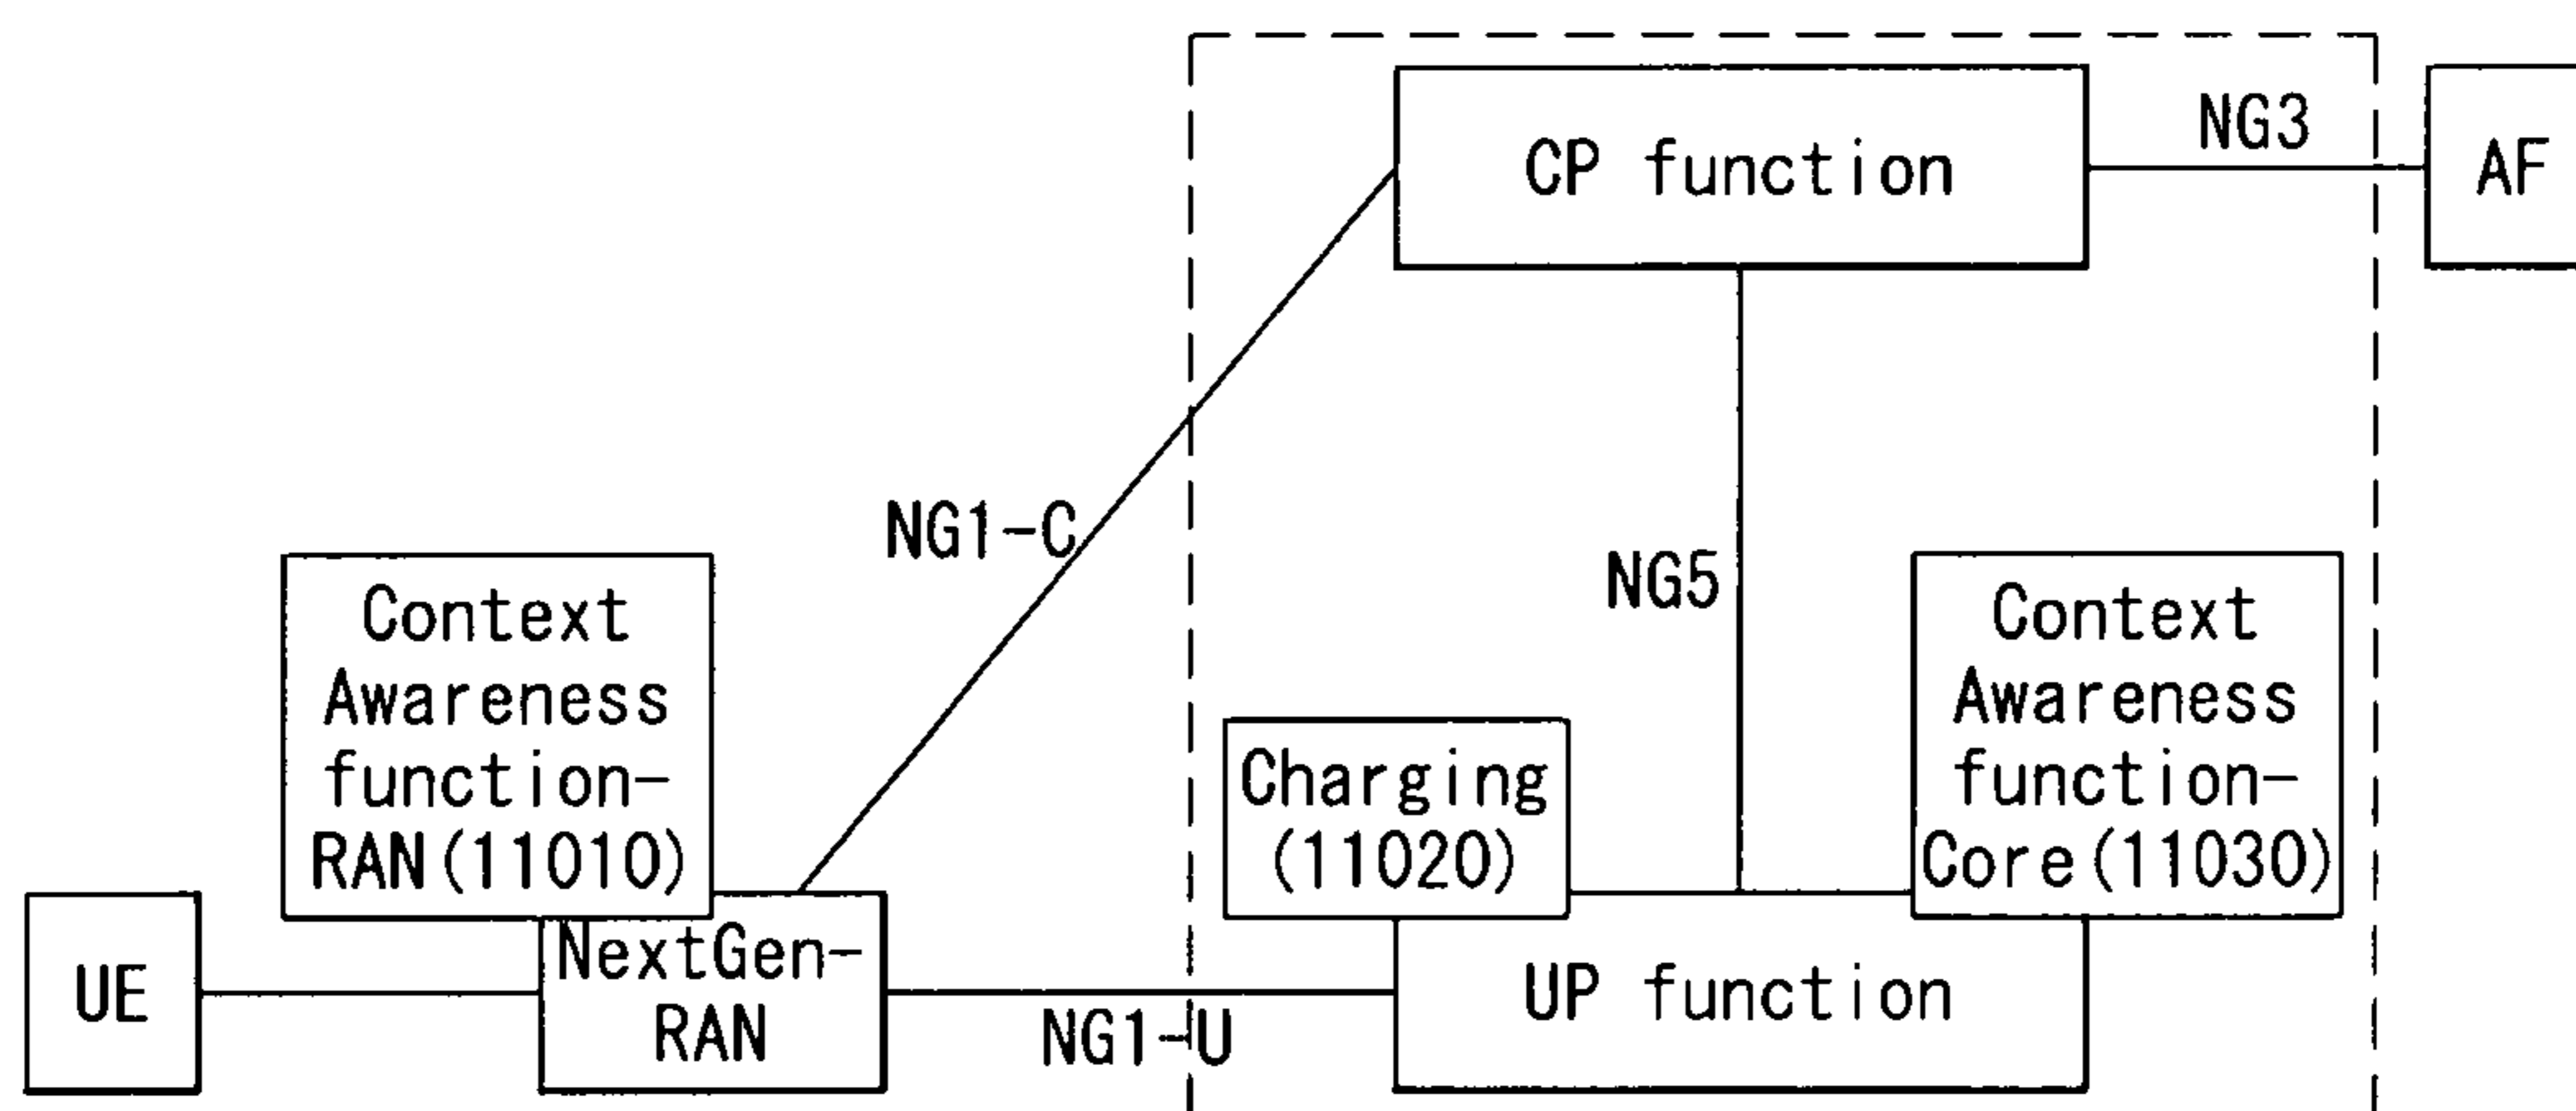 CP function
NG3
AF
NG1-C
NG5
Context
Awareness
function-
RAN(11010)
Charging
(11020)
Context
Awareness
function-
Core(11030)
UE
NextGen-
RAN
NG1-U
UP function